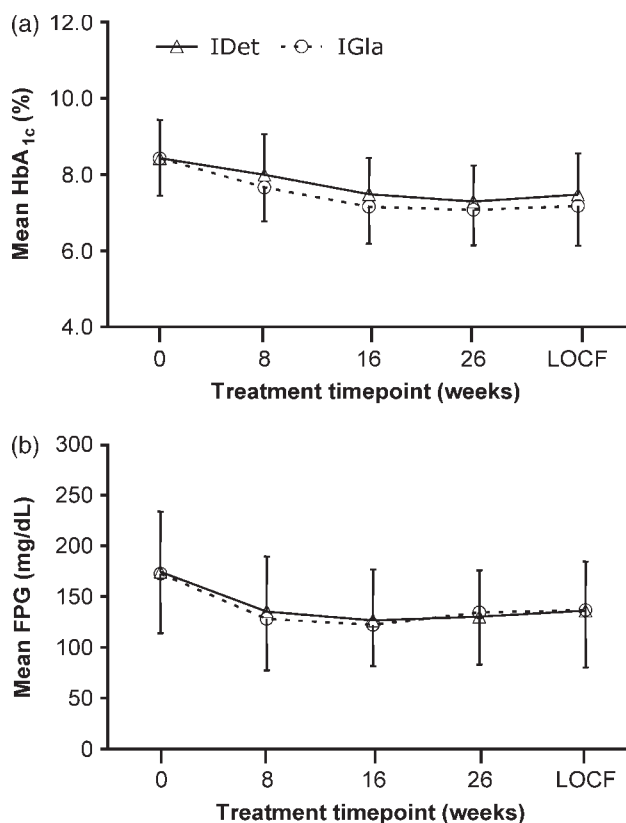 (a)
IDet IGla
Mean HbA1c (%)
12.0
10.0
8.0
6.0
4.0
0 8 16 26 LOCF
Treatment timepoint (weeks)
(b)
Mean FPG (mg/dL)
300
250
200
150
100
50
0
0 8 16 26 LOCF
Treatment timepoint (weeks)